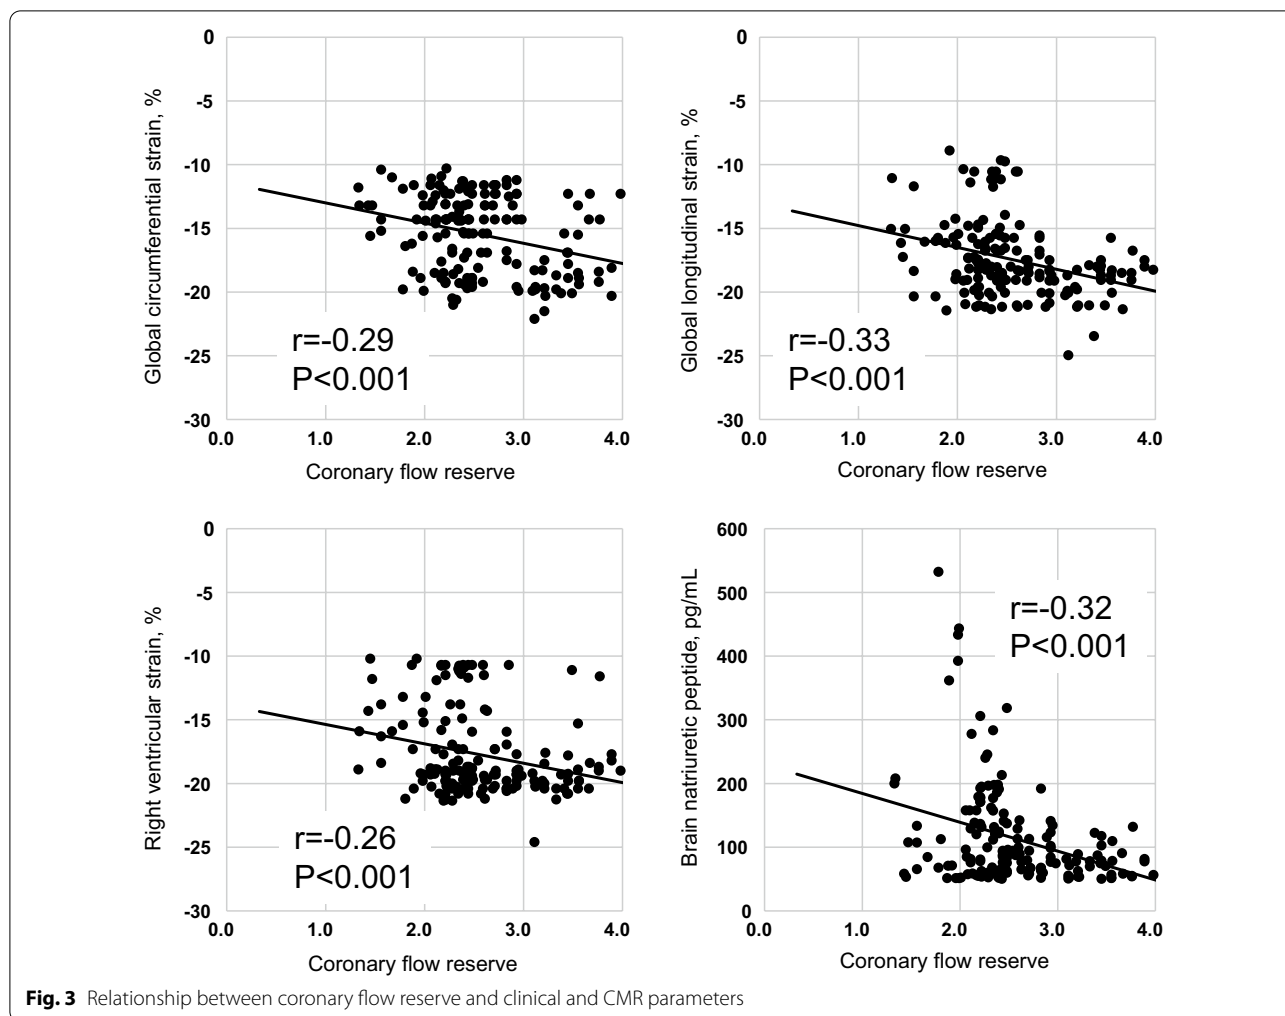 0
-5
-10
-15
-20
-25
-30
Global circumferential strain, %
r=-0.29
P<0.001
0.0 1.0 2.0 3.0 4.0
Coronary flow reserve
0
-5
-10
-15
-20
-25
-30
Global longitudinal strain, %
r=-0.33
P<0.001
0.0 1.0 2.0 3.0 4.0
Coronary flow reserve
0
-5
-10
-15
-20
-25
-30
Right ventricular strain, %
r=-0.26
P<0.001
0.0 1.0 2.0 3.0 4.0
Coronary flow reserve
600
500
400
300
200
100
0
Brain natriuretic peptide, pg/mL
r=-0.32
P<0.001
0.0 1.0 2.0 3.0 4.0
Coronary flow reserve
Fig. 3 Relationship between coronary flow reserve and clinical and CMR parameters